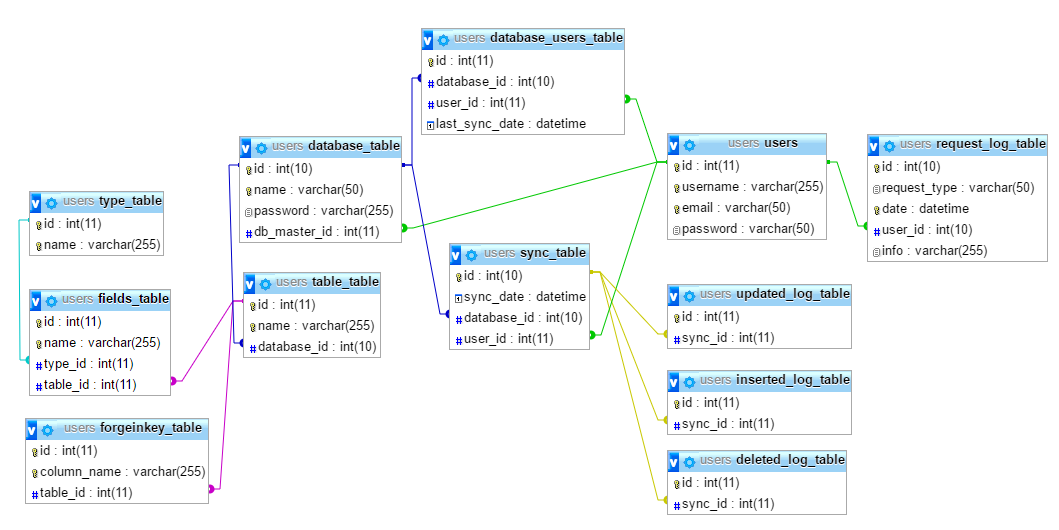 users database_users_table
id : int(11)
database_id : int(10)
user_id : int(11)
last_sync_date : datetime
users database_table
id : int(10)
name : varchar(50)
password : varchar(255)
db_master_id : int(11)
users users
id : int(11)
username : varchar(255)
email : varchar(50)
password : varchar(50)
users request_log_table
id : int(10)
request_type : varchar(50)
date : datetime
user_id : int(10)
info : varchar(255)
users type_table
id : int(11)
name : varchar(255)
users sync_table
id : int(10)
sync_date : datetime
database_id : int(10)
user_id : int(11)
users table_table
id : int(11)
name : varchar(255)
database_id : int(10)
users fields_table
id : int(11)
name : varchar(255)
type_id : int(11)
table_id : int(11)
users updated_log_table
id : int(11)
sync_id : int(11)
users inserted_log_table
id : int(11)
sync_id : int(11)
users forgeinkey_table
id : int(11)
column_name : varchar(255)
table_id : int(11)
users deleted_log_table
id : int(11)
sync_id : int(11)